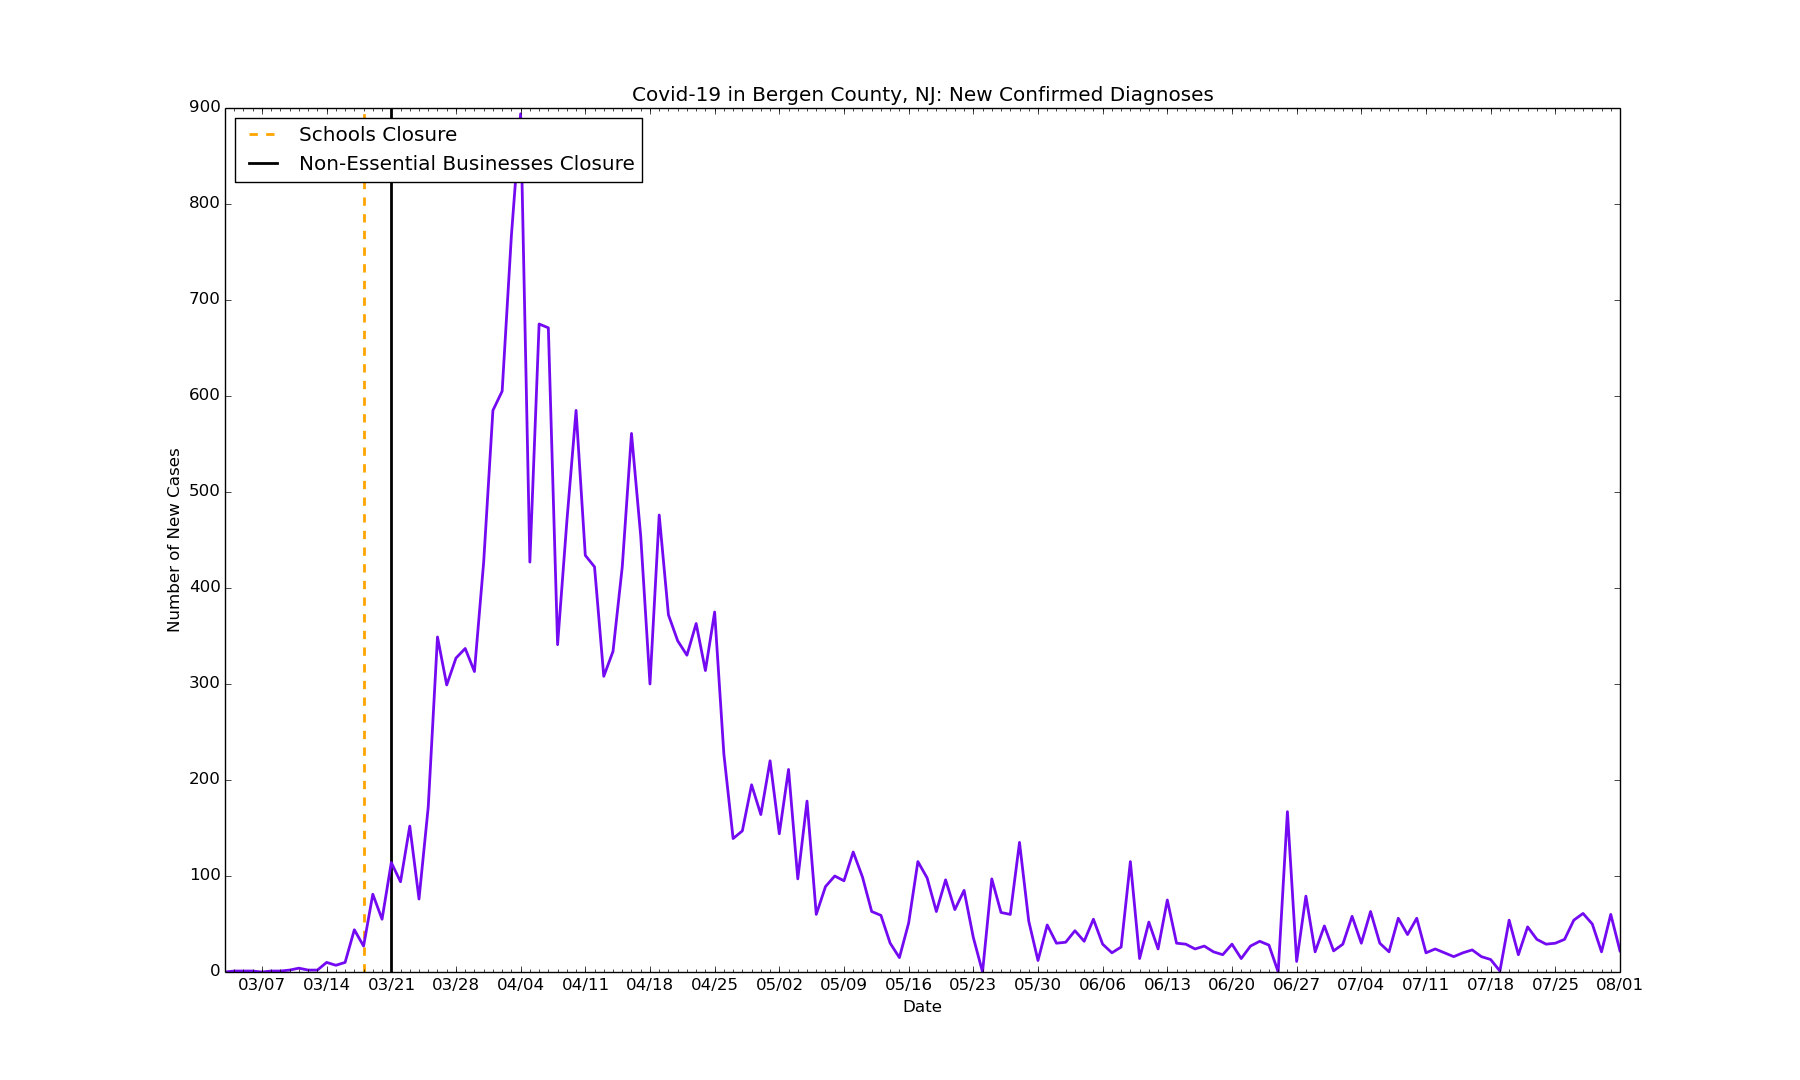 Covid-19 in Bergen County, NJ: New Confirmed Diagnoses
900
800
700
600
500
400
300
200
100
0
Number of New Cases
Schools Closure
Non-Essential Businesses Closure
03/07 03/14 03/21 03/28 04/04 04/11 04/18 04/25 05/02 05/09 05/16 05/23 05/30 06/06 06/13 06/20 06/27 07/04 07/11 07/18 07/25 08/01
Date